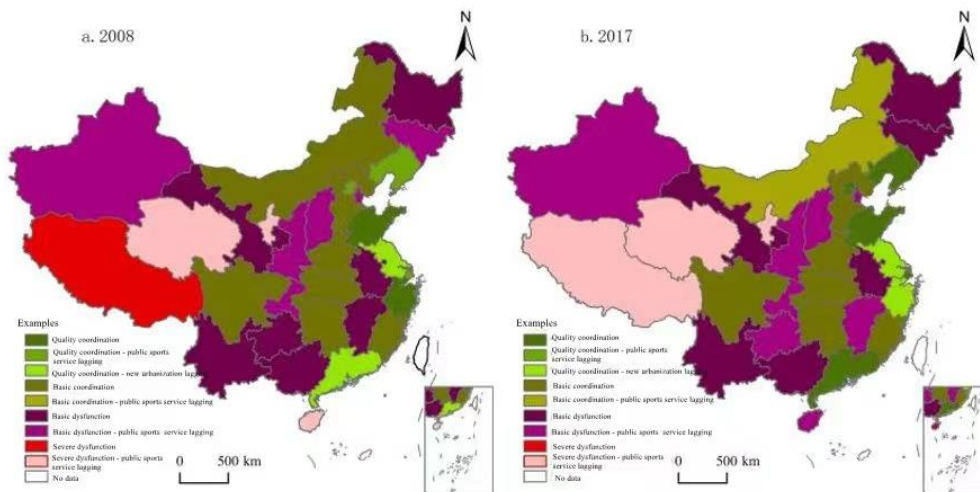 a. 2008
N
Examples
Quality coordination
Quality coordination - public sports
service lagging
Quality coordination - new urbanization lagg
Basic coordination
Basic coordination - public sports service lagging
Basic dysfunction
Basic dysfunction - public sports service lagging
Severe dysfunction
Severe dysfunction - public sports
service lagging
No data
0 500 km
b. 2017
N
Examples
Quality coordination
Quality coordination - public sports
service lagging
Quality coordination - new urbanization lagg
Basic coordination
Basic coordination - public sports service lagging
Basic dysfunction
Basic dysfunction - public sports service lagging
Severe dysfunction
Severe dysfunction - public sports
service lagging
No data
0 500 km